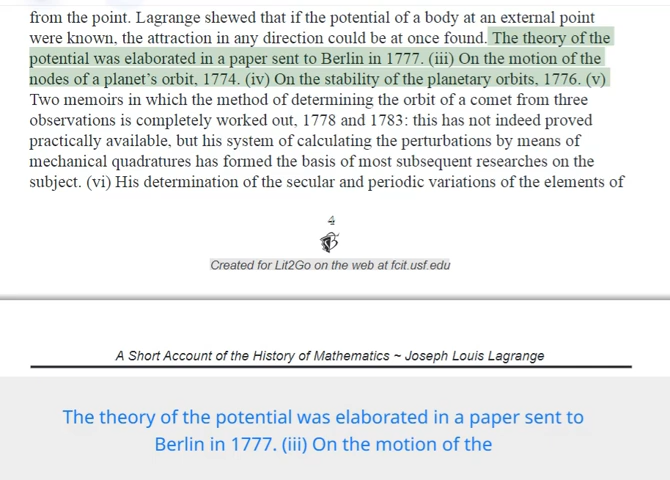 from the point. Lagrange shewed that if the potential of a body at an external point
were known, the attraction in any direction could be at once found. The theory of the
potential was elaborated in a paper sent to Berlin in 1777. (iii) On the motion of the
nodes of a planet's orbit, 1774. (iv) On the stability of the planetary orbits, 1776. (v)
Two memoirs in which the method of determining the orbit of a comet from three
observations is completely worked out, 1778 and 1783: this has not indeed proved
practically available, but his system of calculating the perturbations by means of
mechanical quadratures has formed the basis of most subsequent researches on the
subject. (vi) His determination of the secular and periodic variations of the elements of
4
Created for Lit2Go on the web at fcit.usf.edu
A Short Account of the History of Mathematics ~ Joseph Louis Lagrange
The theory of the potential was elaborated in a paper sent to
Berlin in 1777. (iii) On the motion of the